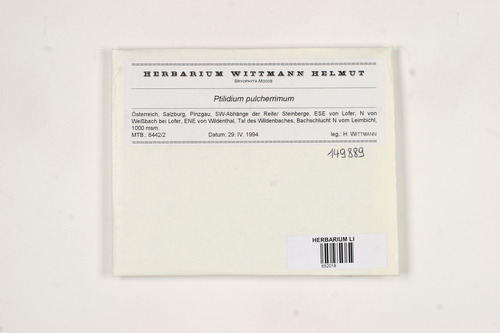 HERBARIUM WITTMANN HELMUT
BRYOPHYTA MOOSE
Ptilidium pulcherrimum
Österreich, Salzburg, Pinzgau, SW-Abhänge der Reiter Steinberge, ESE von Lofer, N von
Weißbach bei Lofer, ENE von Wildenthal, Tal des Wildenbaches, Bachschlucht N vom Leimbichl,
1000 msm.
MTB.: 8442/2 Datum: 29. IV. 1994 leg.: H. WITTMANN
149889
HERBARIUM LI
652018